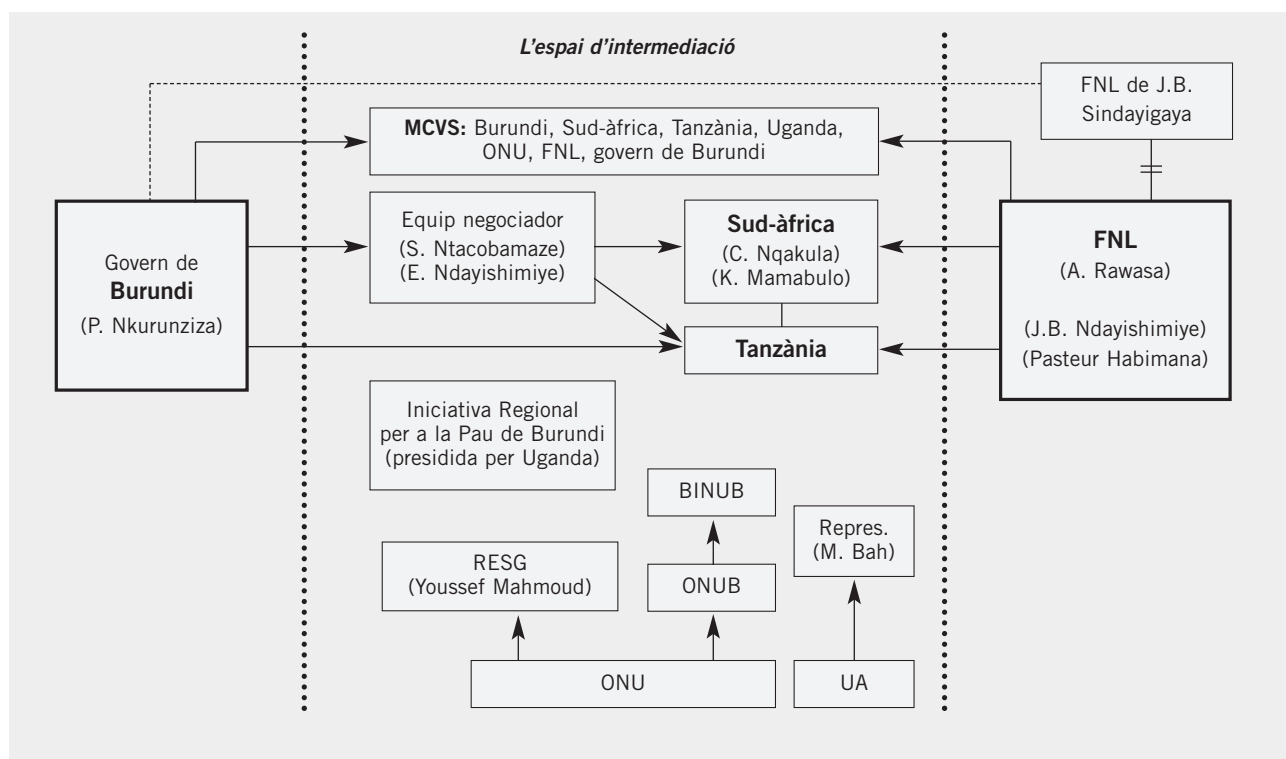 L'espai d'intermediació
FNL de J.B.
Sindayigaya
MCVS: Burundi, Sud-àfrica, Tanzània, Uganda,
ONU, FNL, govern de Burundi
Govern de
Burundi
(P. Nkurunziza)
Equip negociador
(S. Ntacobamaze)
(E. Ndayishimiye)
Sud-àfrica
(C. Nqakula)
(K. Mamabulo)
Tanzània
FNL
(A. Rawasa)
(J.B. Ndayishimiye)
(Pasteur Habimana)
Iniciativa Regional
per a la Pau de Burundi
(presidida per Uganda)
BINUB
Repres.
(M. Bah)
RESG
(Youssef Mahmoud)
ONUB
ONU
UA